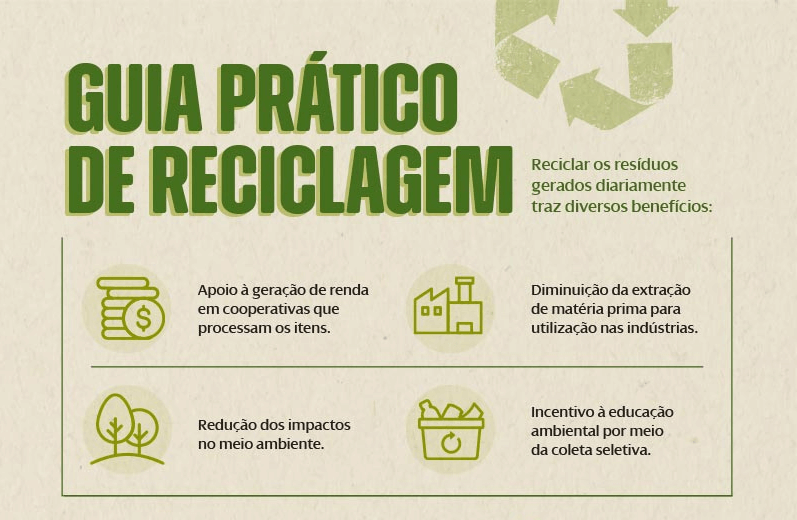 GUIA PRÁTICO
DE RECICLAGEM
Reciclar os resíduos
gerados diariamente
traz diversos benefícios:
Apoio à geração de renda
em cooperativas que
processam os itens.
Diminuição da extração
de matéria prima para
utilização nas indústrias.
Redução dos impactos
no meio ambiente.
Incentivo à educação
ambiental por meio
da coleta seletiva.